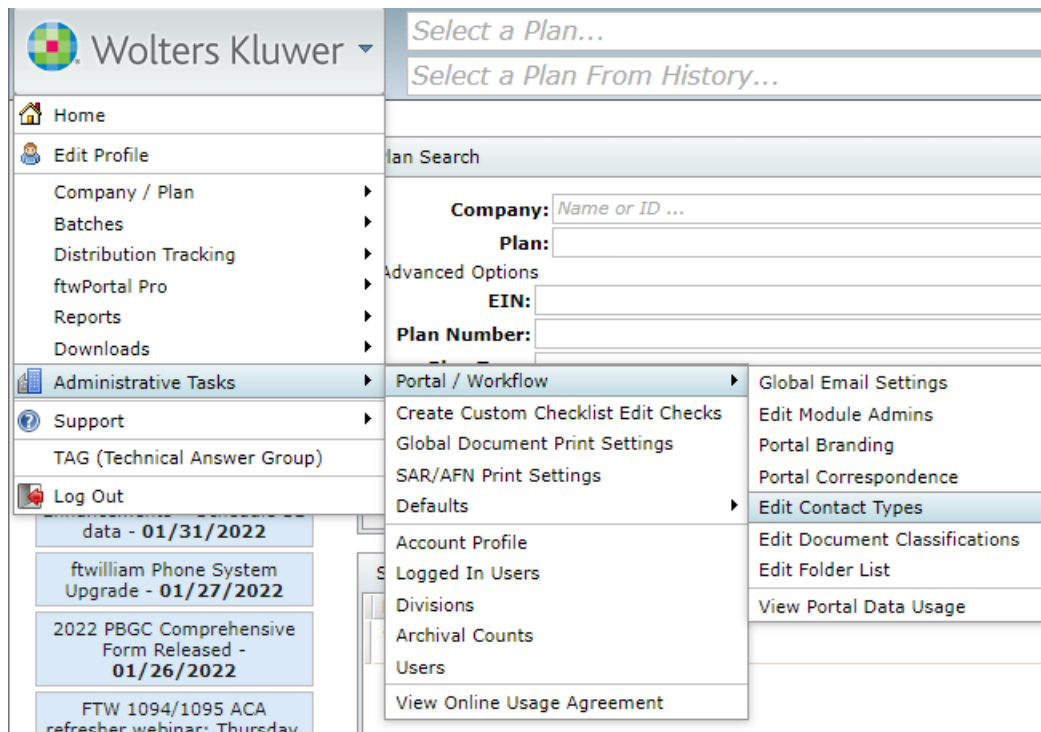 Wolters Kluwer
Select a Plan...
Select a Plan From History...
Home
Edit Profile
Company / Plan
Batches
Distribution Tracking
ftwPortal Pro
Reports
Downloads
Administrative Tasks
Support
TAG (Technical Answer Group)
Log Out
Search
Company: Name or ID ...
Plan:
Advanced Options
EIN:
Plan Number:
Portal / Workflow
Create Custom Checklist Edit Checks
Global Document Print Settings
SAR/AFN Print Settings
Defaults
Account Profile
Logged In Users
Divisions
Archival Counts
Users
View Online Usage Agreement
Global Email Settings
Edit Module Admins
Portal Branding
Portal Correspondence
Edit Contact Types
Edit Document Classifications
Edit Folder List
View Portal Data Usage
data - 01/31/2022
ftwilliam Phone System
Upgrade - 01/27/2022
2022 PBGC Comprehensive
Form Released -
01/26/2022
FTW 1094/1095 ACA
refresher webinar: Thursday